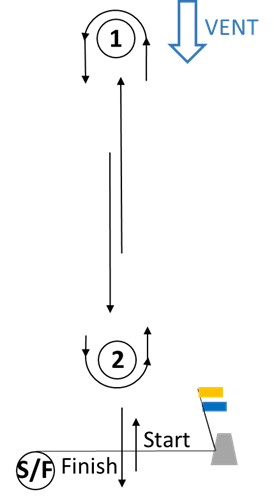 1
VENT
2
Start
S/F Finish